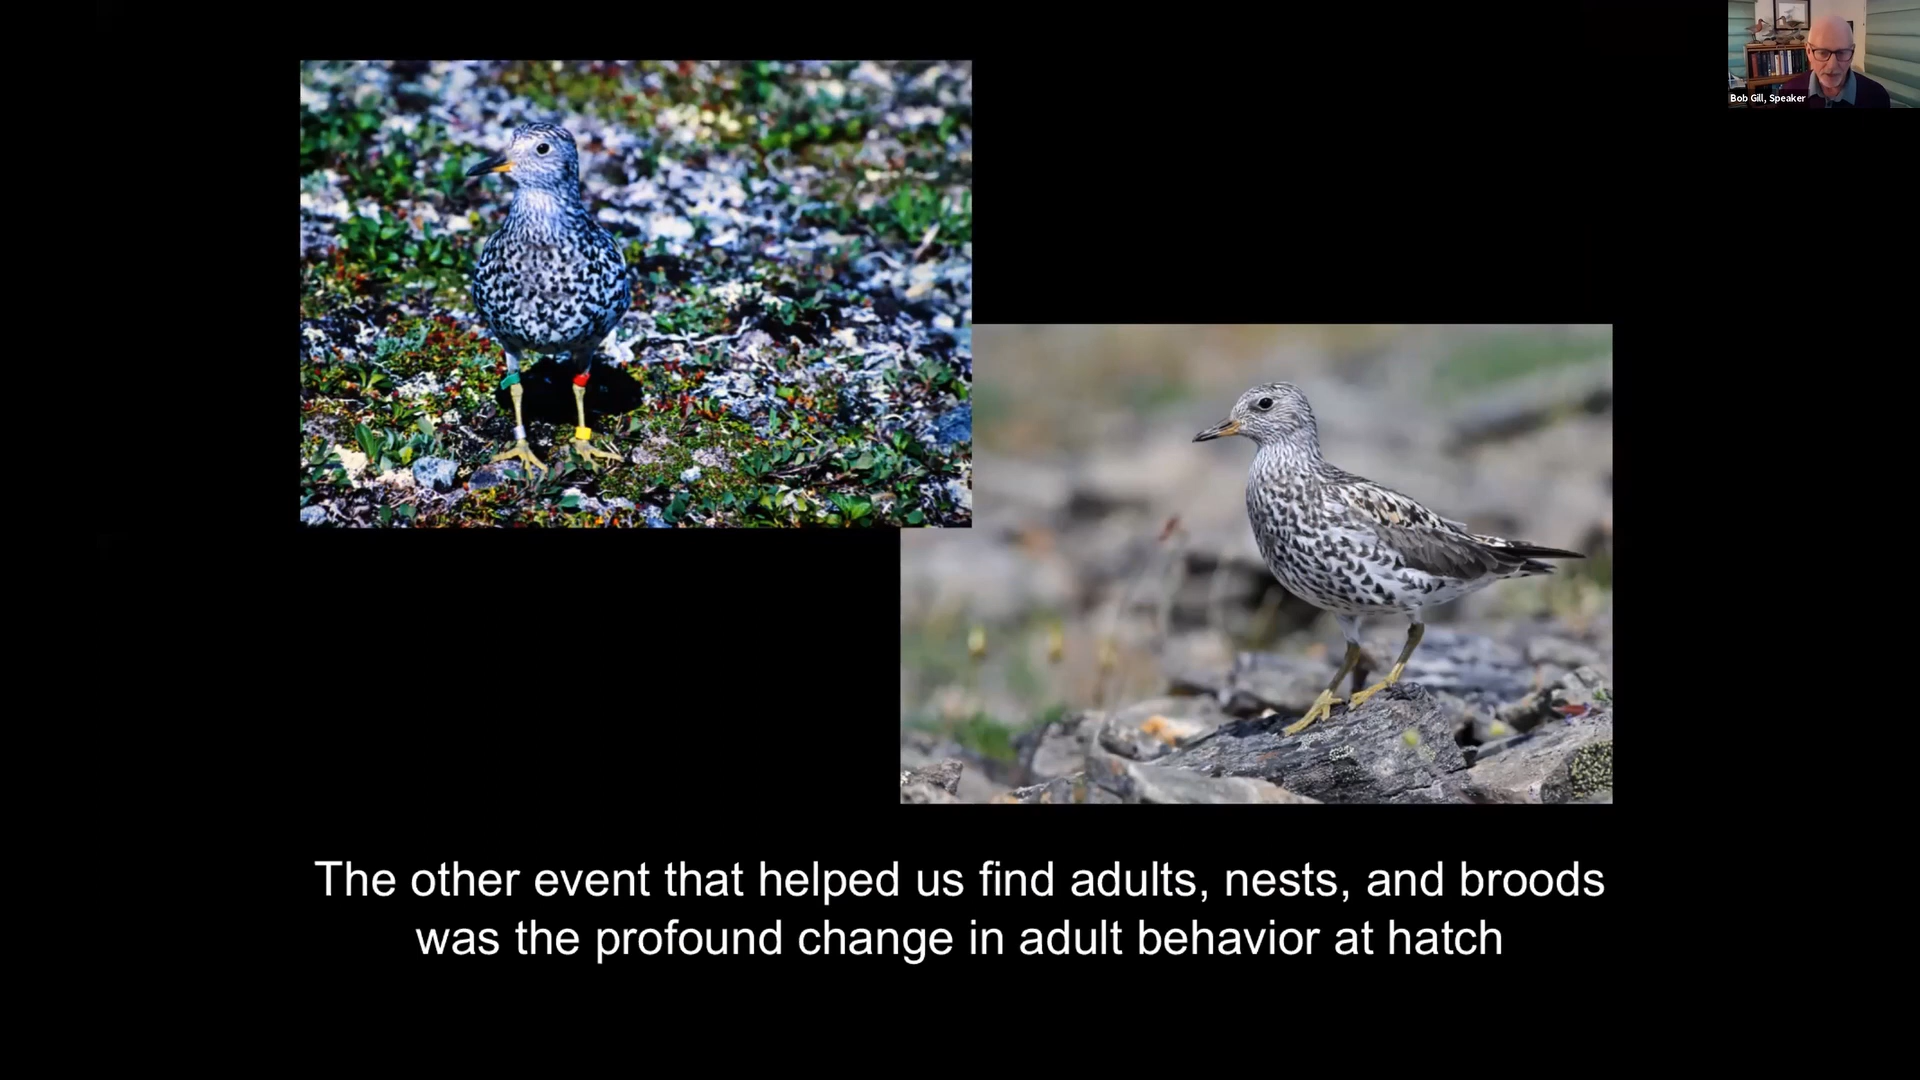 Bob Gill, Speaker
The other event that helped us find adults, nests, and broods
was the profound change in adult behavior at hatch